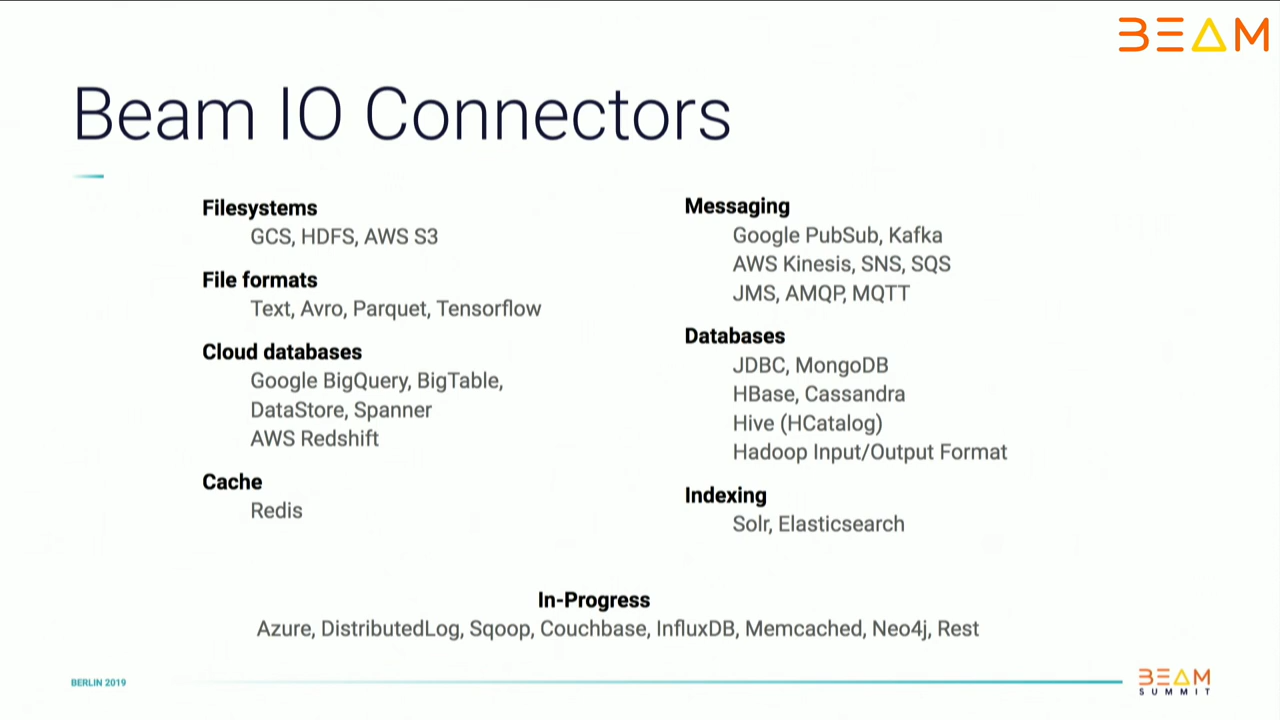 BEAM
Beam IO Connectors
Filesystems
GCS, HDFS, AWS S3
File formats
Text, Avro, Parquet, Tensorflow
Cloud databases
Google BigQuery, BigTable,
DataStore, Spanner
AWS Redshift
Cache
Redis
Messaging
Google PubSub, Kafka
AWS Kinesis, SNS, SQS
JMS, AMQP, MQTT
Databases
JDBC, MongoDB
HBase, Cassandra
Hive (HCatalog)
Hadoop Input/Output Format
Indexing
Solr, Elasticsearch
In-Progress
Azure, DistributedLog, Sqoop, Couchbase, InfluxDB, Memcached, Neo4j, Rest
BERLIN 2019
BEAM
SUMMIT